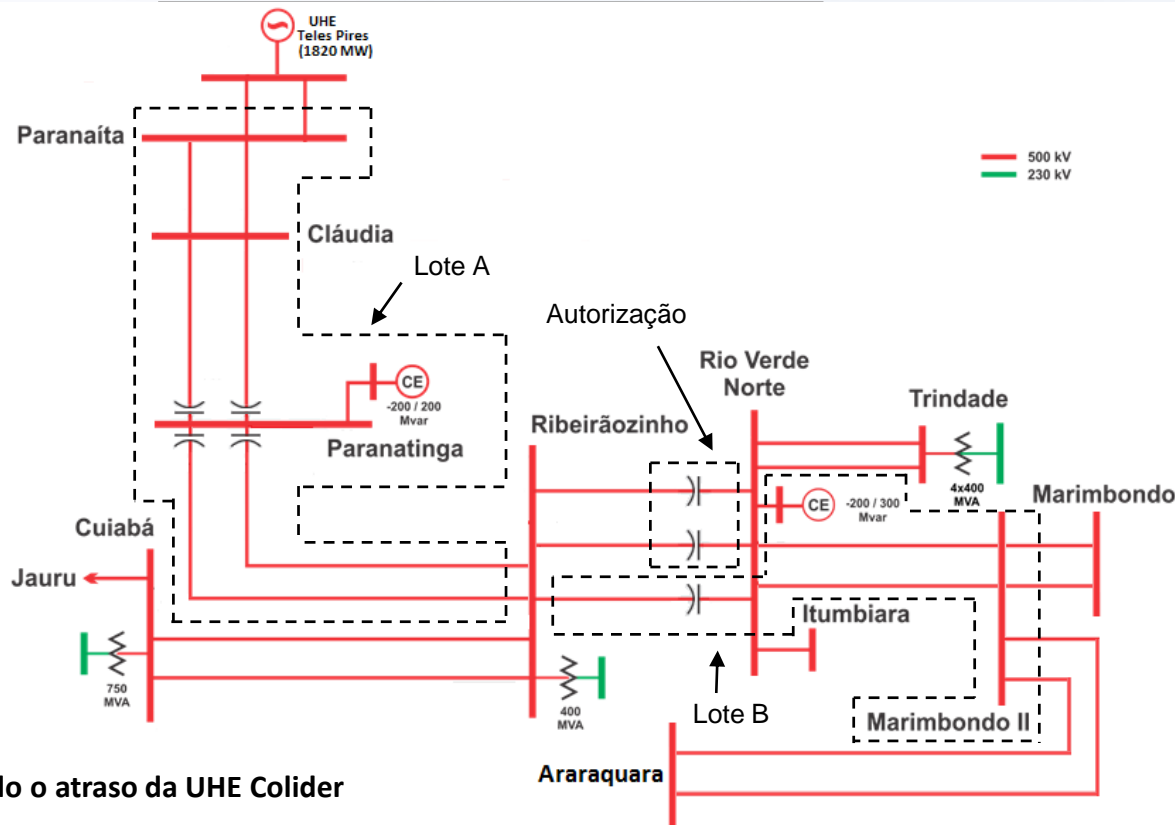 UHE
Teles Pires
(1820 MW)
Paranaíta
500 kV
230 kV
Cláudia
Lote A
Autorização
Rio Verde
Norte
CE
-200 / 200
Mvar
Trindade
Ribeirãozinho
Paranatinga
4x400
MVA
Marimbondo
CE
-200 / 300
Mvar
Cuiabá
Jauru
Itumbiara
750
MVA
400
MVA
Lote B
Marimbondo II
Araraquara
do o atraso da UHE Colider